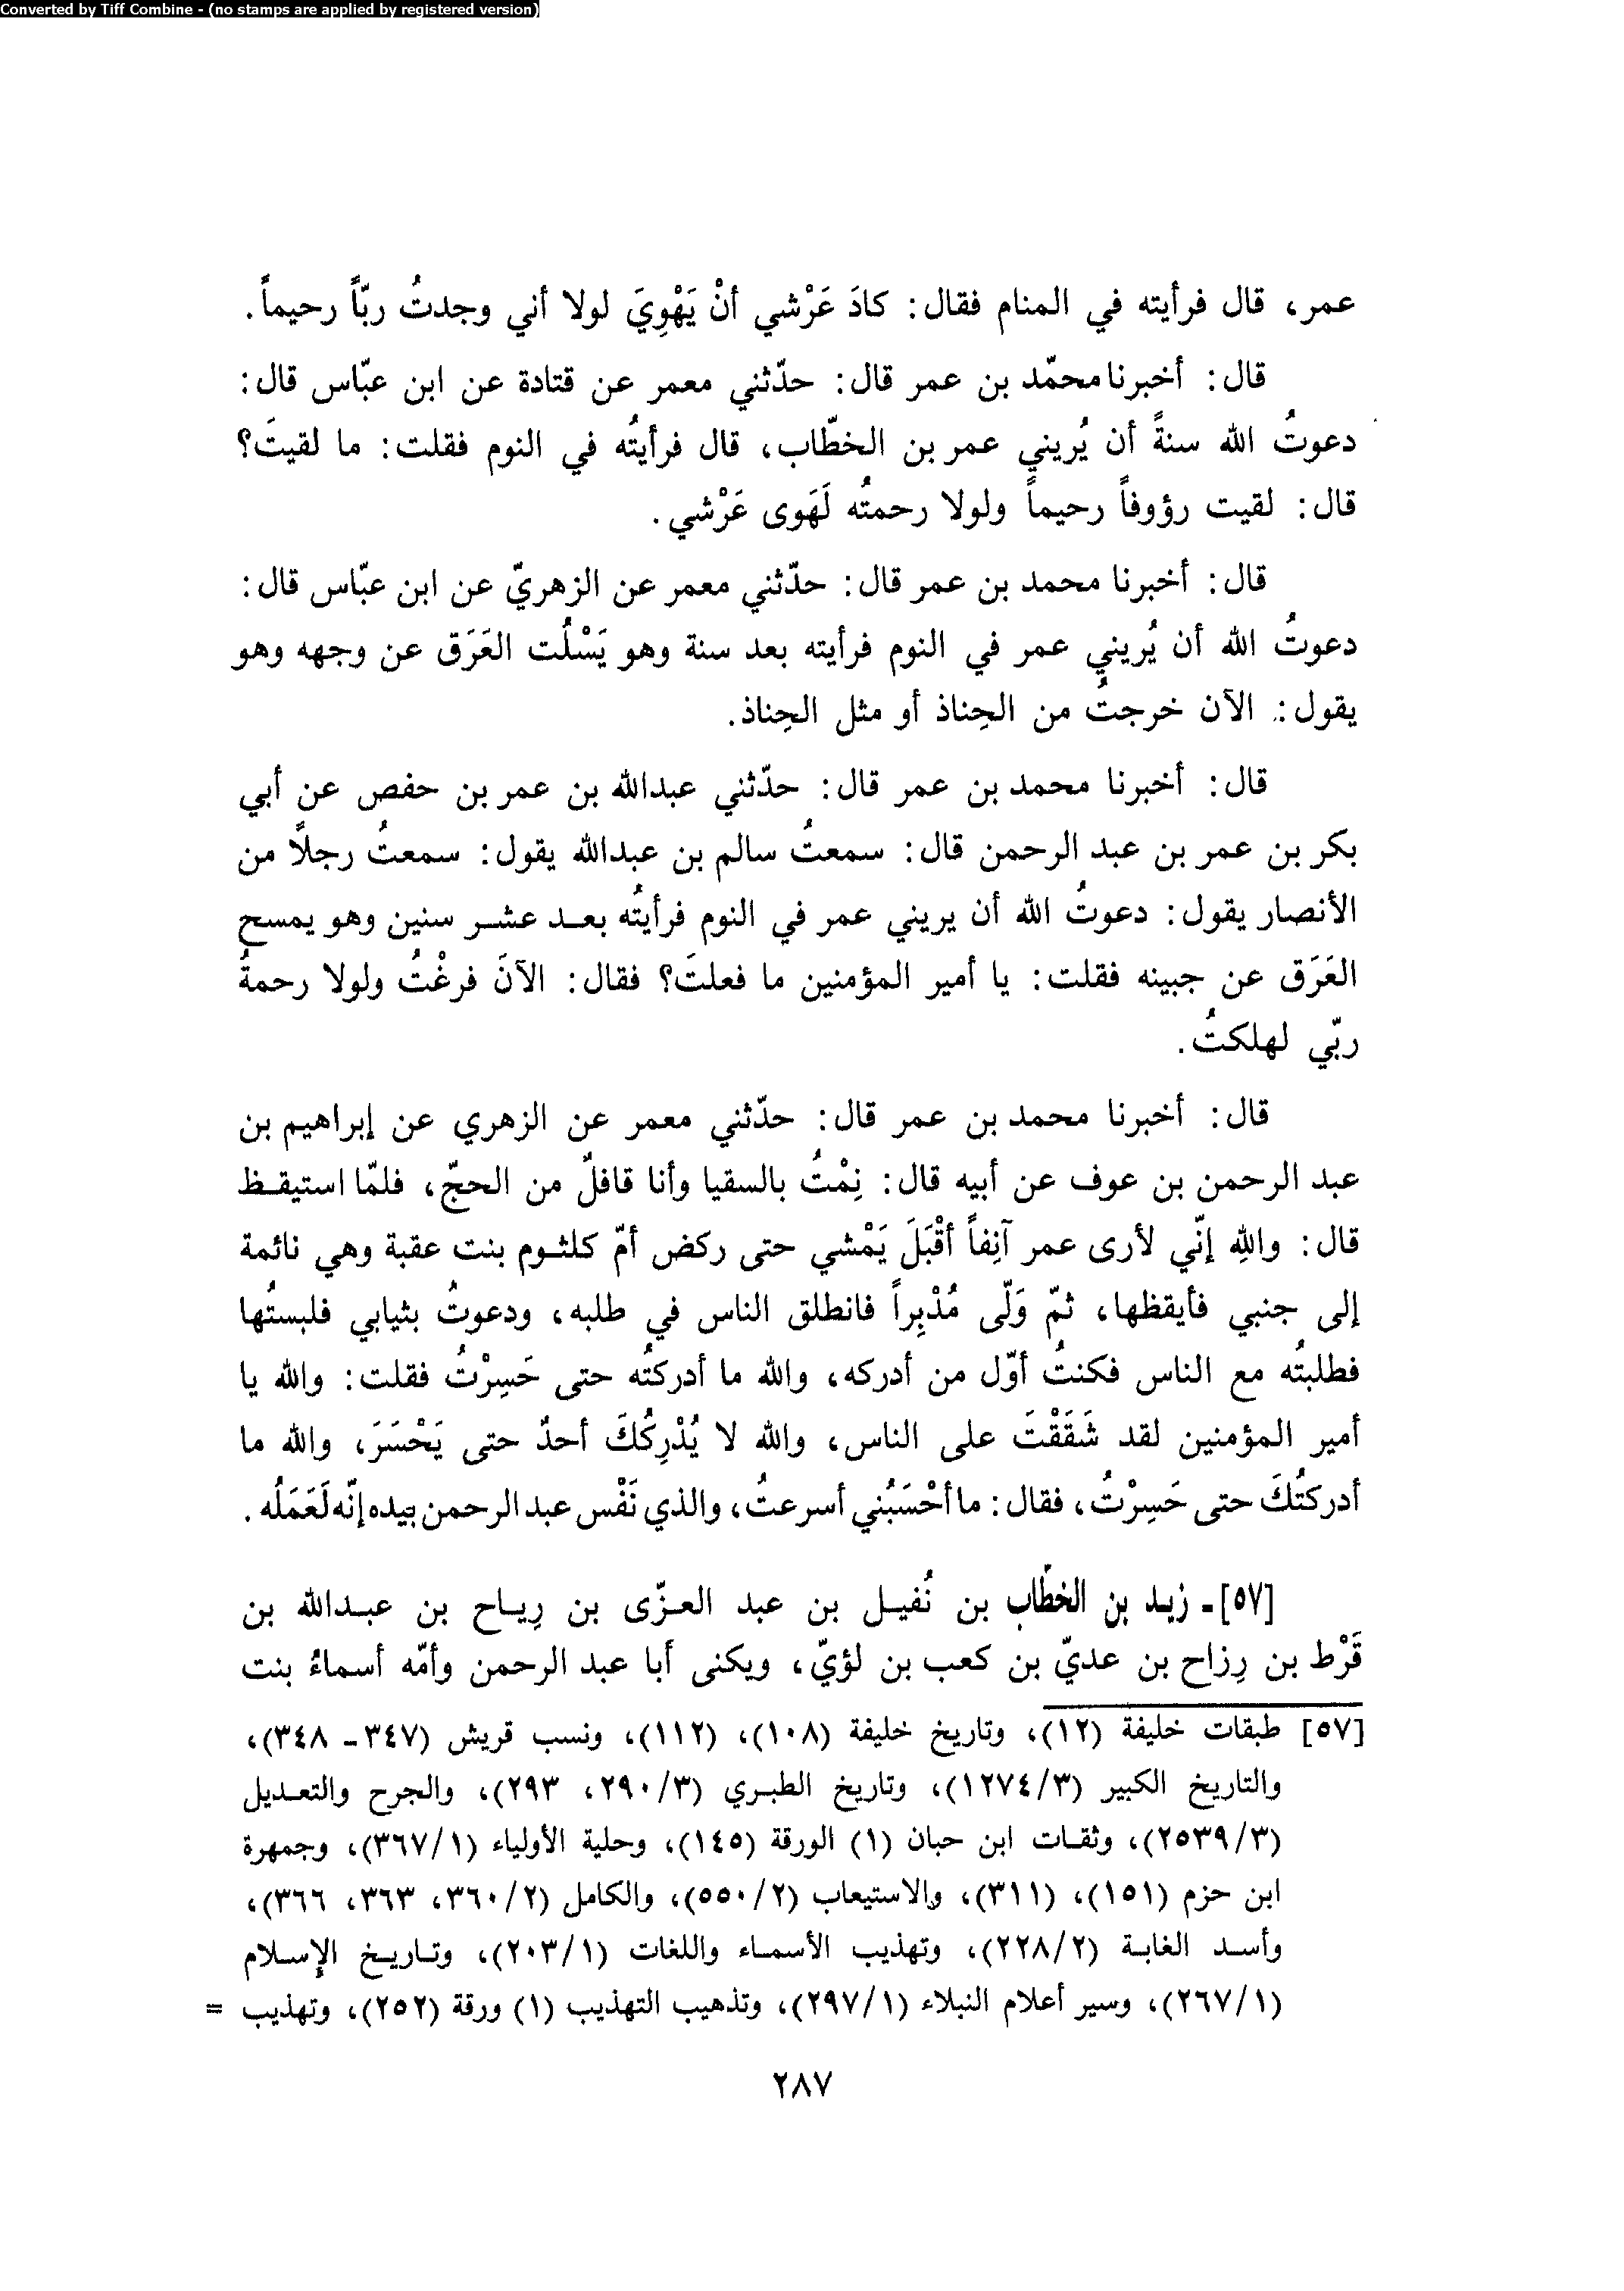 Converted by Tiff Combine - (no stamps are applied by registered version)
عمر، قال فرأيته في المنام فقال: كادَ عَرْشي أنْ يَهْوِيَ لولا أني وجدتُ ربّاً رحيماً.
قال: أخبرنا محمّد بن عمر قال: حدّثني معمر عن قتادة عن ابن عبّاس قال:
دعوتُ الله سنةً أن يُريني عمر بن الخطّاب، قال فرأيتُه في النوم فقلت: ما لقيتَ؟
قال: لقيت رؤوفاً رحيماً ولولا رحمتُه لَهَوى عَرْشي.
قال: أخبرنا محمد بن عمر قال: حدّثني معمر عن الزهريّ عن ابن عبّاس قال:
دعوتُ الله أن يُريني عمر في النوم فرأيته بعد سنة وهو يَسْلُت العَرَق عن وجهه وهو
يقول: الآن خرجتُ من الحِناذ أو مثل الحِناذ.
قال: أخبرنا محمد بن عمر قال: حدّثني عبدالله بن عمر بن حفص عن أبي
بكر بن عمر بن عبد الرحمن قال: سمعتُ سالم بن عبدالله يقول: سمعتُ رجلًا من
الأنصار يقول: دعوتُ الله أن يريني عمر في النوم فرأيتُه بعد عشر سنين وهو يمسح
العَرَق عن جبينه فقلت: يا أمير المؤمنين ما فعلتَ؟ فقال: الآنَ فرغْتُ ولولا رحمةُ
ربّي لهلكتُ.
قال: أخبرنا محمد بن عمر قال: حدّثني معمر عن الزهري عن إبراهيم بن
عبد الرحمن بن عوف عن أبيه قال: نِمْتُ بالسقيا وأنا قافلٌ من الحجّ، فلمّا استيقظ
قال: واللهِ إنّي لأرى عمر آنِفاً أقْبَلَ يَمْشي حتى ركض أمّ كلثوم بنت عقبة وهي نائمة
إلى جنبي فأيقظها، ثمّ وَلّى مُدْبِراً فانطلق الناس في طلبه، ودعوتُ بثيابي فلبستُها
فطلبتُه مع الناس فكنتُ أوّل من أدركه، والله ما أدركتُه حتى حَسِرْتُ فقلت: والله يا
أمير المؤمنين لقد شَقَقْتَ على الناس، والله لا يُدْرِكُكَ أحدٌ حتى يَحْسَرَ، والله ما
أدركتُكَ حتى حَسِرْتُ، فقال: ما أحْسَبُني أسرعتُ، والذي نَفْس عبد الرحمن بيده إنّه لَعَمَلُه.
[٥٧]- زيد بن الخطّاب بن نُفيل بن عبد العزّى بن رِياح بن عبدالله بن
قَرْط بن رِزاح بن عديّ بن كعب بن لؤيّ، ويكنى أبا عبد الرحمن وأمّه أسماءُ بنت
[٥٧] طبقات خليفة (١٢)، وتاريخ خليفة (١٠٨)، (١١٢)، ونسب قريش (٣٤٧- ٣٤٨)،
والتاريخ الكبير (٣/ ١٢٧٤)، وتاريخ الطبري (٣/ ٢٩٠، ٢٩٣)، والجرح والتعديل
(٣/ ٢٥٣٩)، وثقات ابن حبان (١) الورقة (١٤٥)، وحلية الأولياء (١/ ٣٦٧)، وجمهرة
ابن حزم (١٥١)، (٣١١)، والاستيعاب (٢/ ٥٥٠)، والكامل (٢/ ٣٦٠، ٣٦٣، ٣٦٦)،
وأسد الغابة (٢/ ٢٢٨)، وتهذيب الأسماء واللغات (١/ ٢٠٣)، وتاريخ الإسلام
(١/ ٢٦٧)، وسير أعلام النبلاء (١/ ٢٩٧)، وتذهيب التهذيب (١) ورقة (٢٥٢)، وتهذيب =
٢٨٧